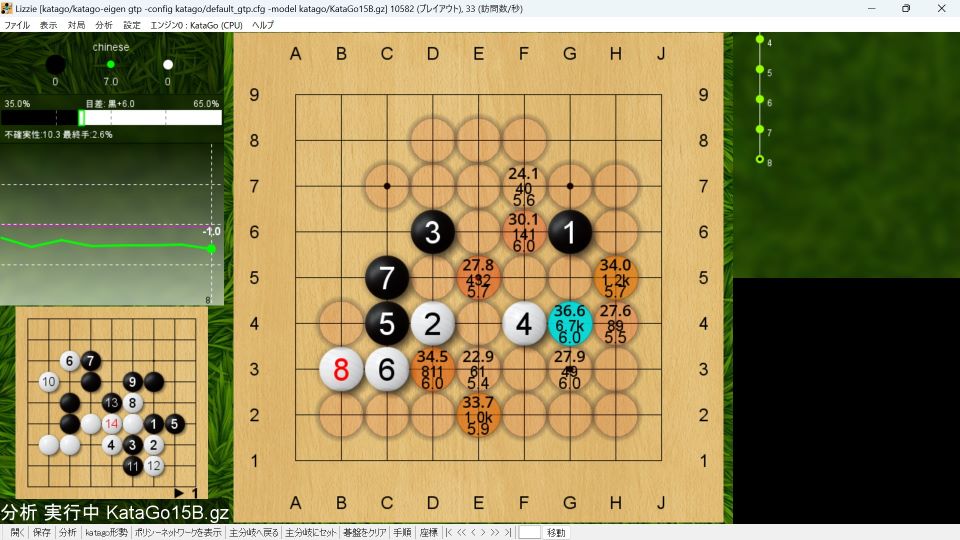 Lizzie [katago/katago-eigen gtp -config katago/default_gtp.cfg -model katago/KataGo15B.gz] 10582 (プレイアウト), 33 (訪問数/秒)
ファイル 表示 対局 分析 設定 エンジン0 : KataGo (CPU) ヘルプ
chinese
0 7.0 0
35.0% 目差: 黒+6.0 65.0%
不確実性:10.3 最終手:2.6%
-1.0
8
A B C D E F G H J
9 9
8 8
7 24.1 40 5.6 7
6 3 30.1 141 6.0 1 6
5 7 27.8 432 5.7 34.0 1.2k 5.7 5
4 5 2 4 36.6 6.7k 6.0 27.6 89 5.5 4
3 8 6 34.5 811 6.0 22.9 61 5.4 27.9 49 6.0 3
2 33.7 1.0k 5.9 2
1 1
A B C D E F G H J
4
5
6
7
8
6 7
10 9
13 8
14 1 5
4 3 2
11 12
1
分析 実行中 KataGo15B.gz
開く 保存 分析 katago形勢 ポリシーネットワークを表示 主分岐へ戻る 主分岐にセット 碁盤をクリア 手順 座標 |< << < > >> >| 移動